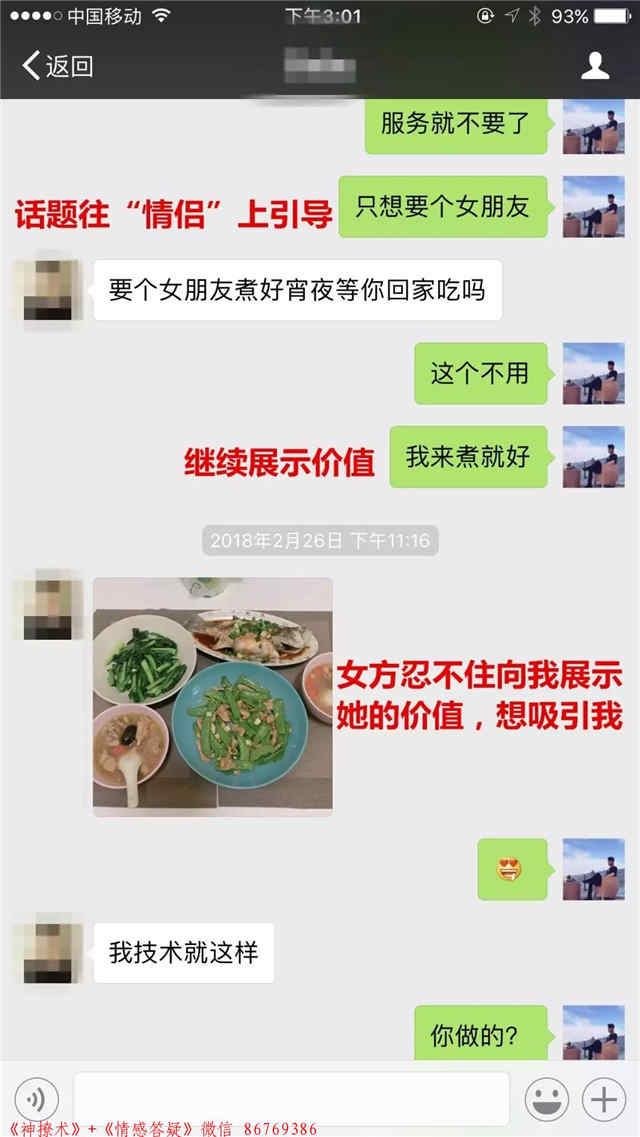 中国移动
下午3:01
93%
返回
服务就不要了
话题往“情侣”上引导
只想要个女朋友
要个女朋友煮好宵夜等你回家吃吗
这个不用
继续展示价值
我来煮就好
2018年2月26日 下午11:16
女方忍不住向我展示
她的价值，想吸引我
我技术就这样
你做的?
《神撩术》+《情感答疑》微信 86769386